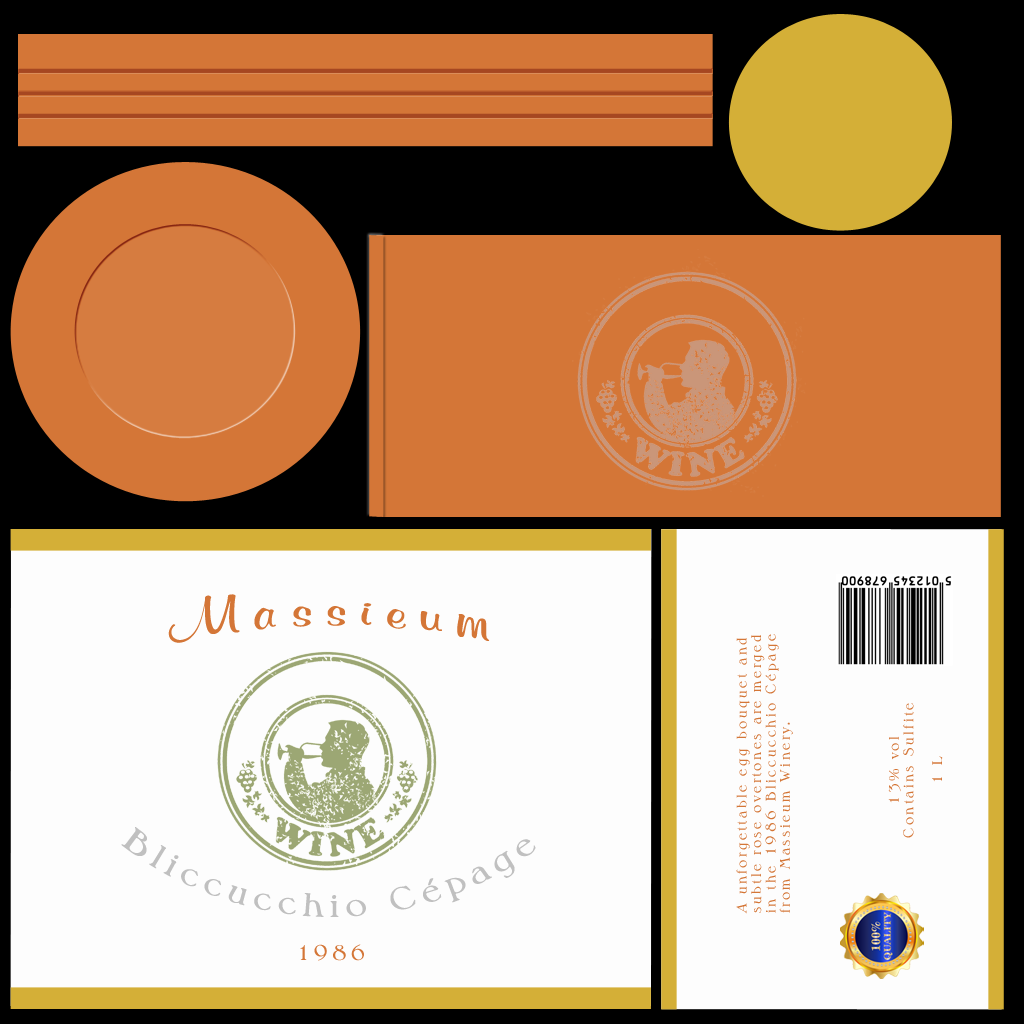 WINE
Massieum
WINE
Bliccucchio Cépage
1986
5 012345 678900
A unforgettable egg bouquet and
subtle rose overtones are merged
in the 1986 Bliccucchio Cépage
from Massieum Winery.
13% vol
Contains Sulfite
1 L
100%
QUALITY